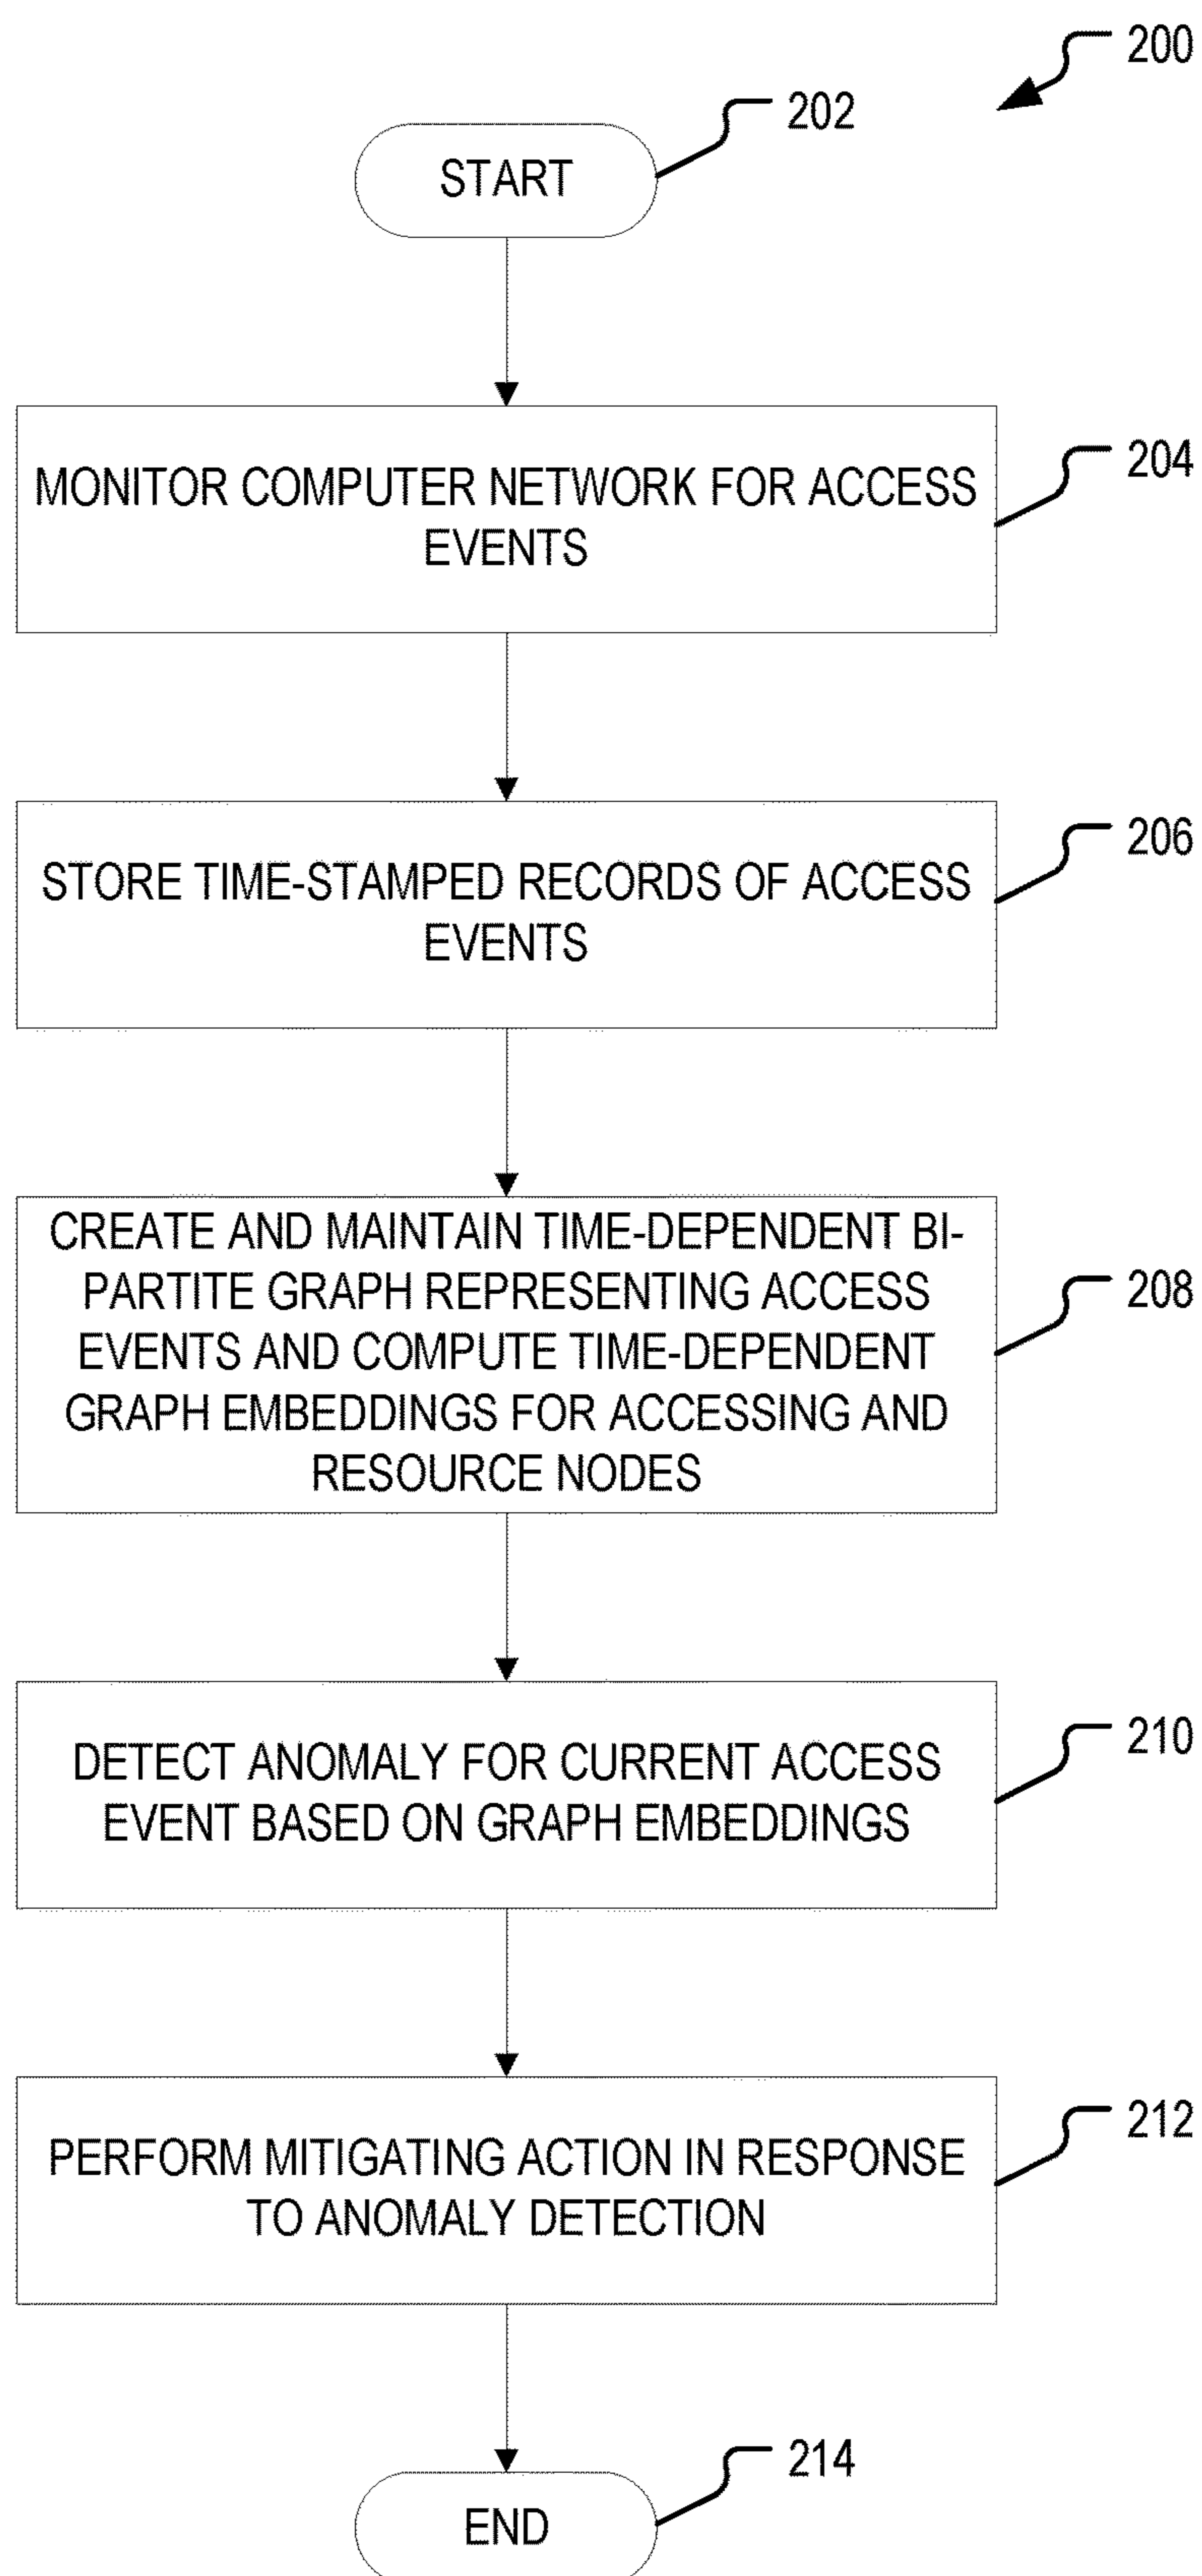 200
202
START
204
MONITOR COMPUTER NETWORK FOR ACCESS
EVENTS
206
STORE TIME-STAMPED RECORDS OF ACCESS
EVENTS
208
CREATE AND MAINTAIN TIME-DEPENDENT BI-
PARTITE GRAPH REPRESENTING ACCESS
EVENTS AND COMPUTE TIME-DEPENDENT
GRAPH EMBEDDINGS FOR ACCESSING AND
RESOURCE NODES
210
DETECT ANOMALY FOR CURRENT ACCESS
EVENT BASED ON GRAPH EMBEDDINGS
212
PERFORM MITIGATING ACTION IN RESPONSE
TO ANOMALY DETECTION
214
END